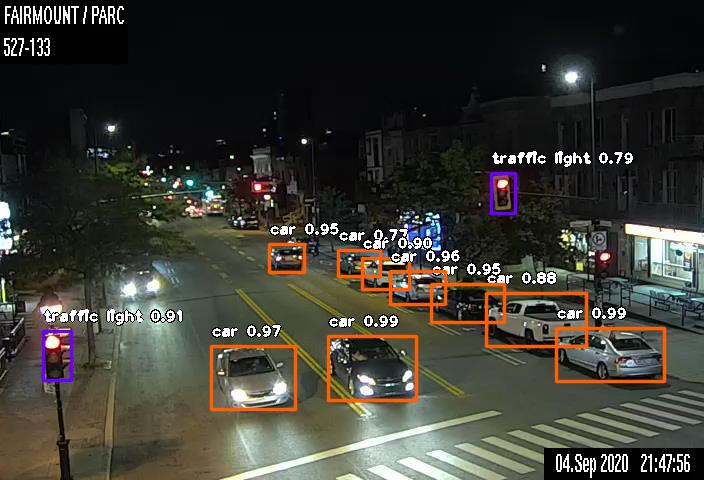 FAIRMOUNT / PARC
527-133
traffic light 0.79
car 0.95
car 0.77
car 0.90
car 0.96
car 0.95
car 0.88
traffic light 0.91
car 0.97
car 0.99
car 0.99
04.Sep 2020 21:47:56